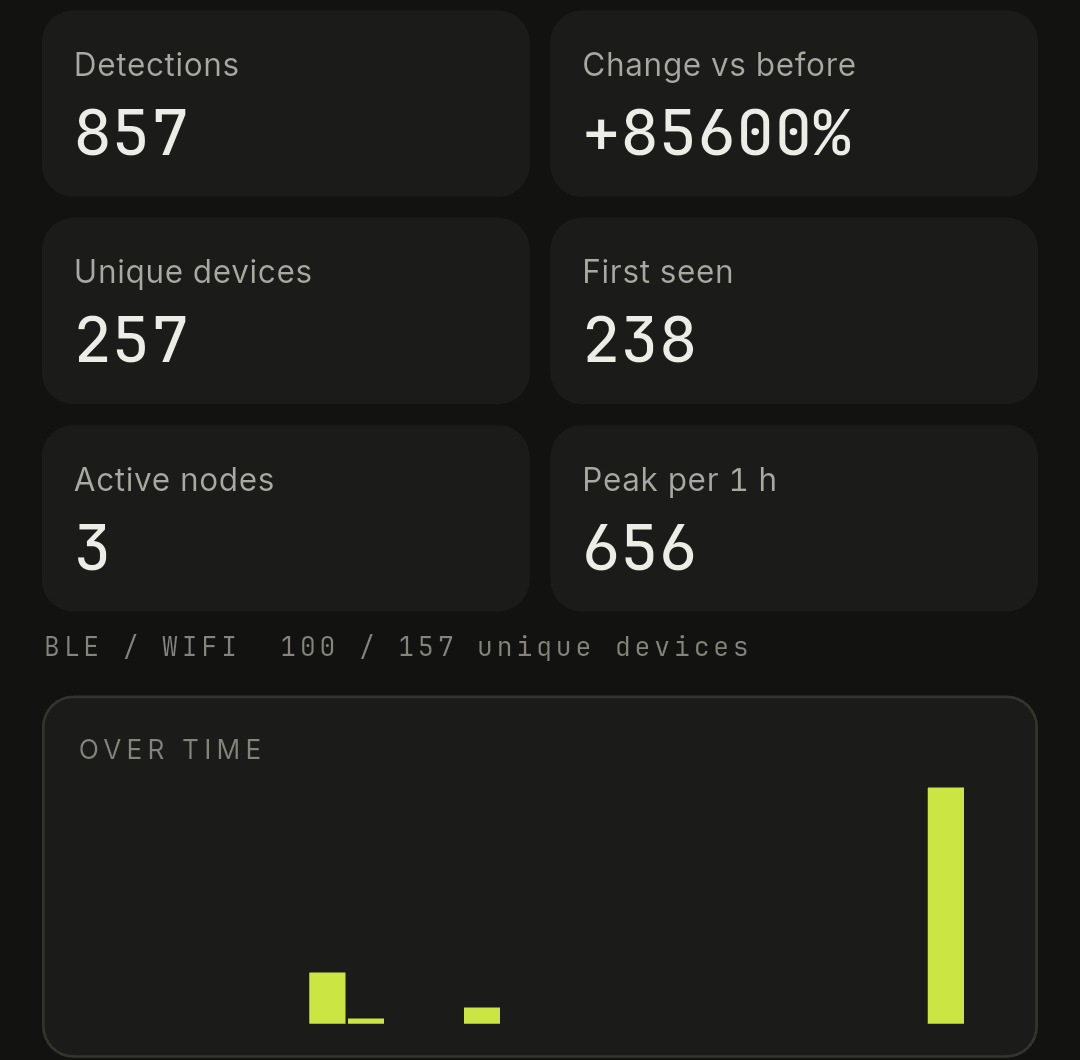 Detections
857
Change vs before
+85600%
Unique devices
257
First seen
238
Active nodes
3
Peak per 1 h
656
BLE / WIFI  100 / 157 unique devices
OVER TIME